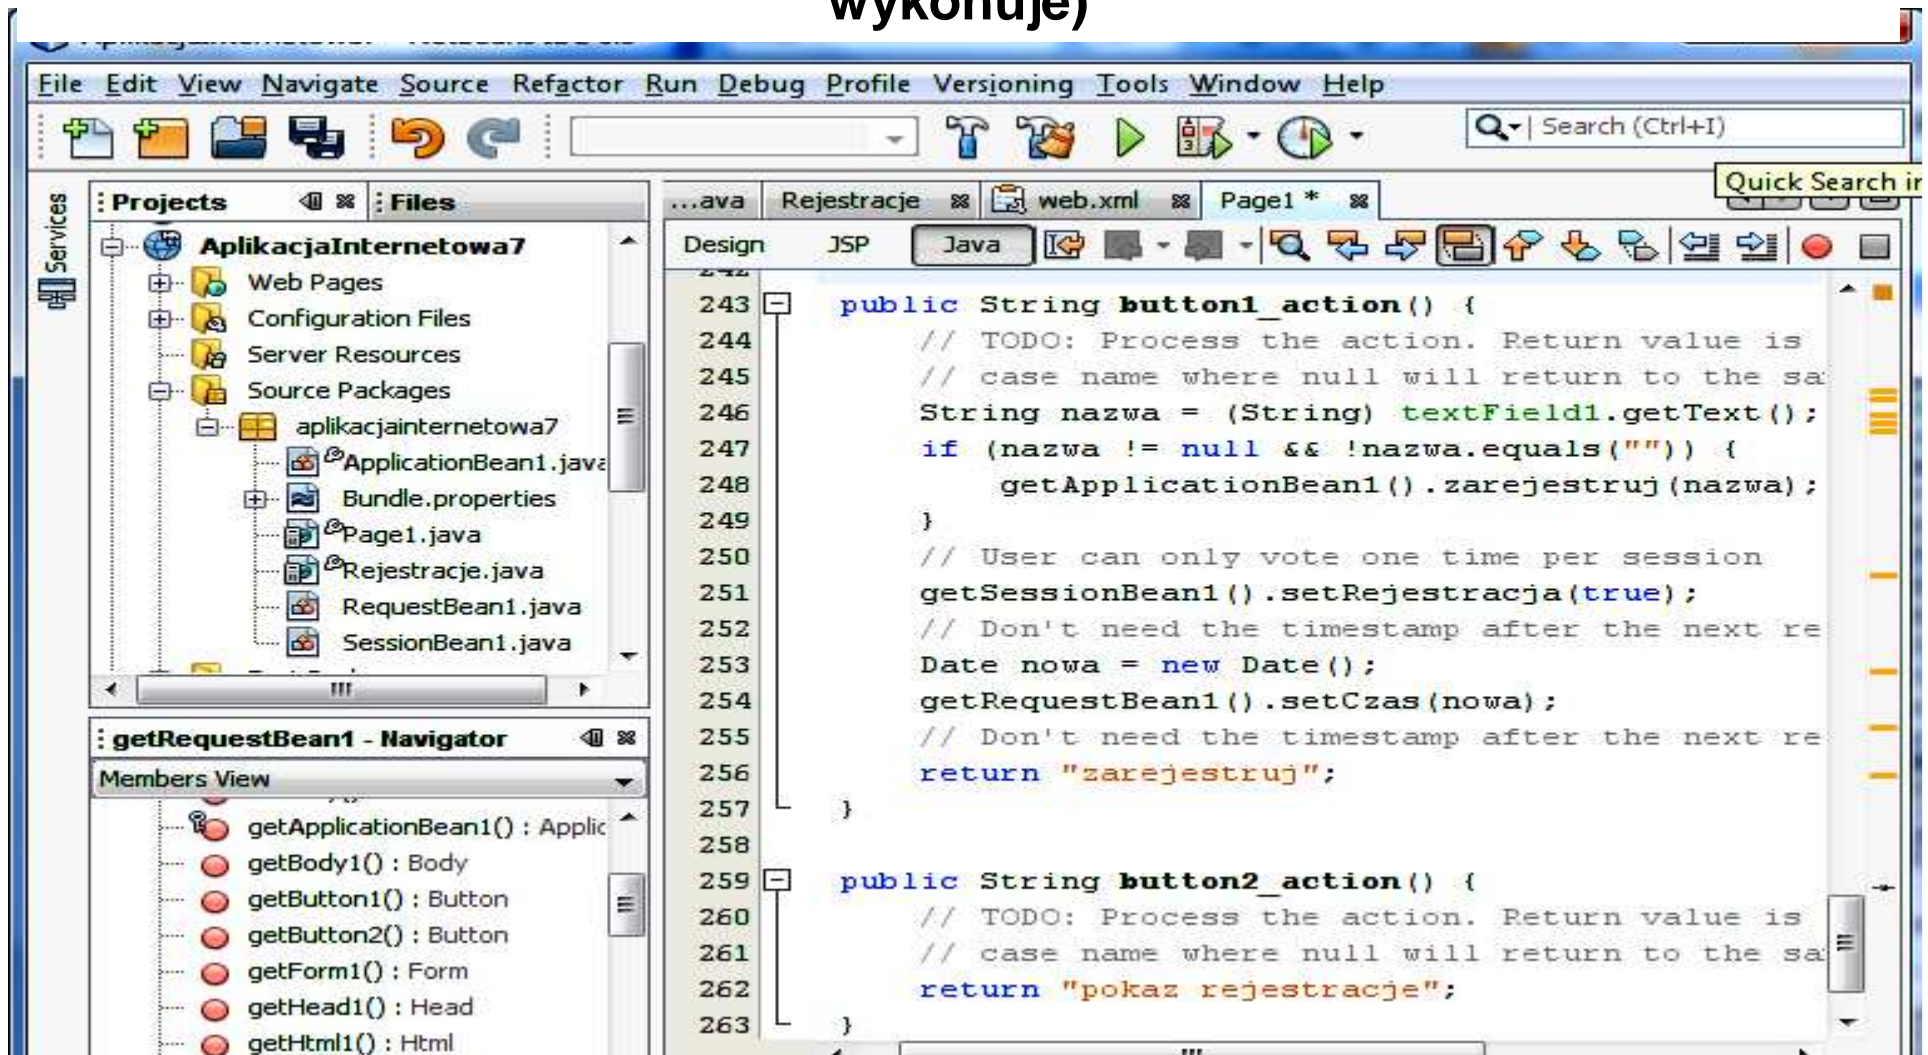 wykonuje)
File Edit View Navigate Source Refactor Run Debug Profile Versioning Tools Window Help
Search (Ctrl+I)
Quick Search in
Services
Projects
Files
AplikacjaInternetowa7
Web Pages
Configuration Files
Server Resources
Source Packages
aplikacjainternetowa7
ApplicationBean1.java
Bundle.properties
Page1.java
Rejestracje.java
RequestBean1.java
SessionBean1.java
getRequestBean1 - Navigator
Members View
getApplicationBean1() : Applic
getBody1() : Body
getButton1() : Button
getButton2() : Button
getForm1() : Form
getHead1() : Head
getHtml1() : Html
...ava Rejestracje web.xml Page1 *
Design JSP Java
242
243 public String button1_action() {
244 // TODO: Process the action. Return value is
245 // case name where null will return to the sa
246 String nazwa = (String) textField1.getText();
247 if (nazwa != null && !nazwa.equals("")) {
248 getApplicationBean1().zarejestruj(nazwa);
249 }
250 // User can only vote one time per session
251 getSessionBean1().setRejestracja(true);
252 // Don't need the timestamp after the next re
253 Date nowa = new Date();
254 getRequestBean1().setCzas(nowa);
255 // Don't need the timestamp after the next re
256 return "zarejestruj";
257 }
258
259 public String button2_action() {
260 // TODO: Process the action. Return value is
261 // case name where null will return to the sa
262 return "pokaz rejestracje";
263 }